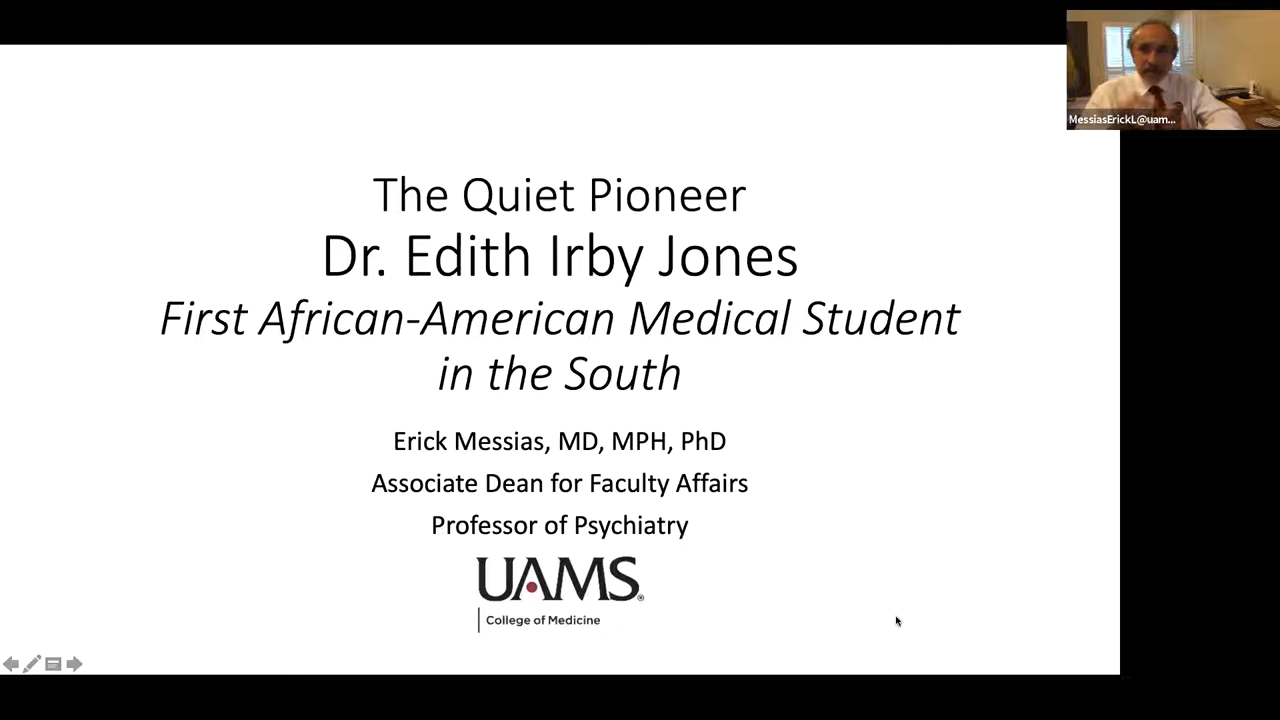 MessiasErickL@uam...
The Quiet Pioneer
Dr. Edith Irby Jones
First African-American Medical Student
in the South
Erick Messias, MD, MPH, PhD
Associate Dean for Faculty Affairs
Professor of Psychiatry
UAMS®
College of Medicine